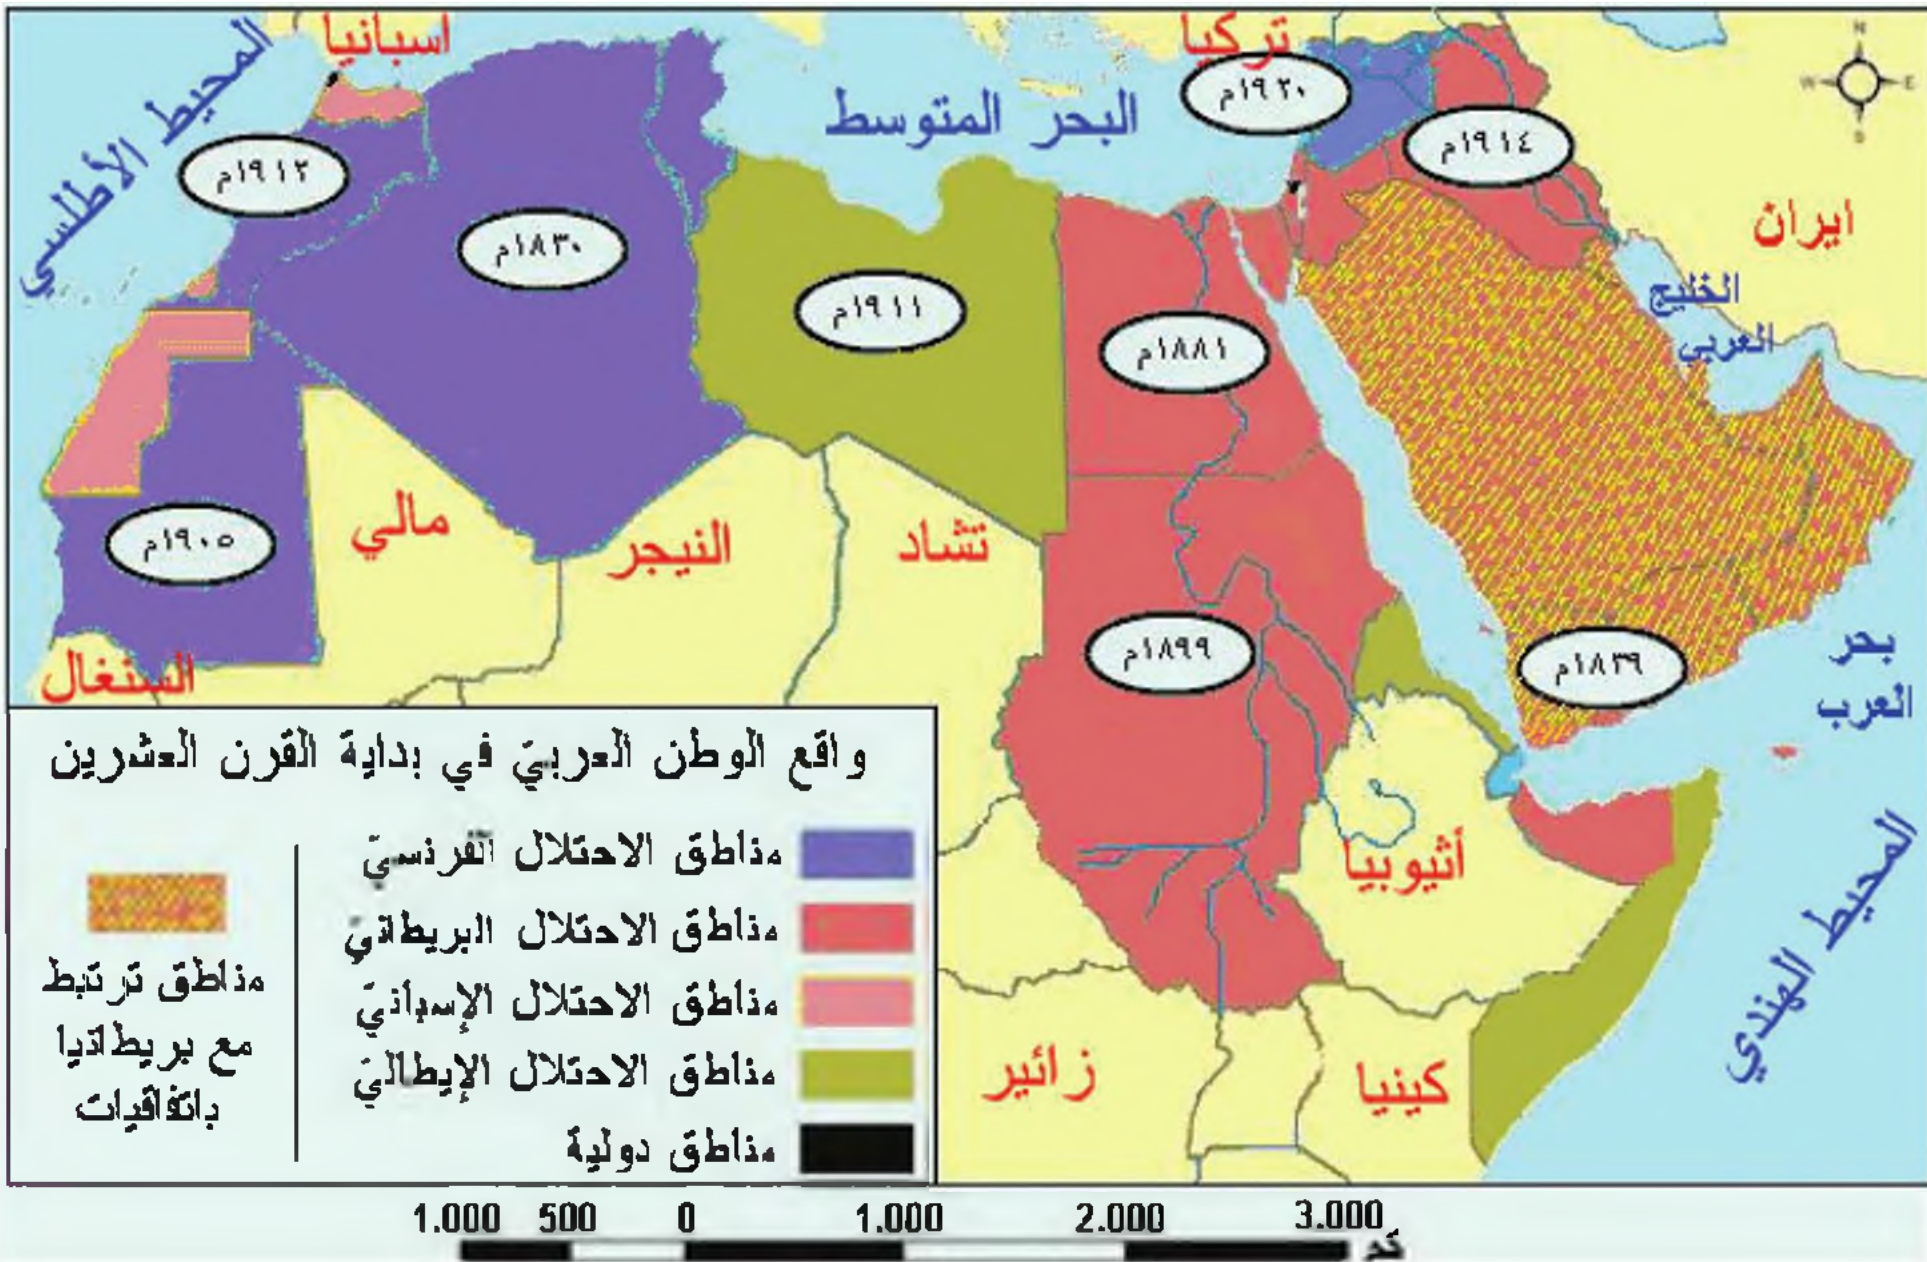 اسبانيا
تركيا
المحيط الأطلسي
البحر المتوسط
١٩٢٠م
١٩١٤م
١٩١٢م
١٨٣٠م
١٩١١م
١٨٨١م
ايران
الخليج
العربي
N
W
E
S
١٩٠٥م
مالي
النيجر
تشاد
١٨٩٩م
١٨٣٩م
بحر
العرب
السنغال
أثيوبيا
المحيط الهندي
زائير
كينيا
واقع الوطن العربيّ في بداية القرن العشرين
مناطق الاحتلال الفرنسيّ
مناطق الاحتلال البريطانيّ
مناطق الاحتلال الإسبانيّ
مناطق الاحتلال الإيطاليّ
مناطق دولية
مناطق ترتبط
مع بريطانيا
باتفاقيات
1.000 500 0 1.000 2.000 3.000
كم